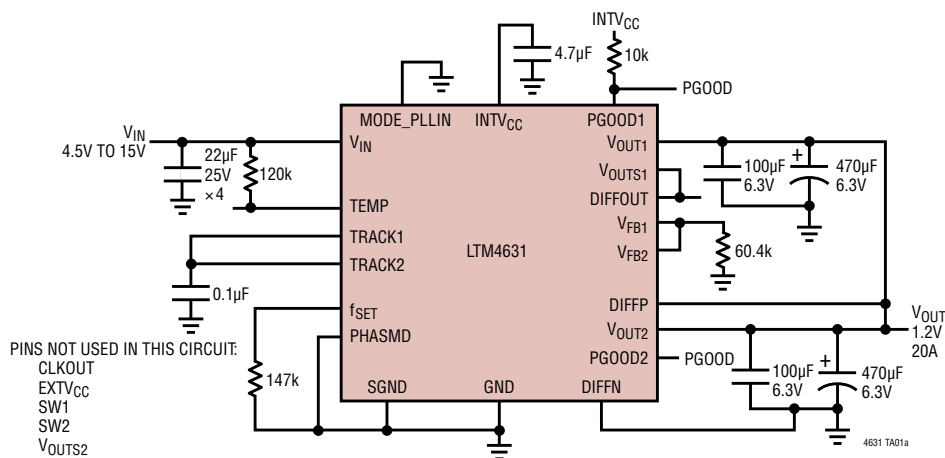 INTVCC
4.7µF
10k
PGOOD
MODE_PLLIN
INTVCC
PGOOD1
VIN
4.5V TO 15V
22µF
25V
×4
120k
VIN
TEMP
TRACK1
TRACK2
0.1µF
fSET
PHASMD
147k
SGND
GND
DIFFN
LTM4631
VOUT1
VOUTS1
DIFFOUT
VFB1
VFB2
60.4k
DIFFP
VOUT2
PGOOD2
PGOOD
100µF
6.3V
+
470µF
6.3V
VOUT
1.2V
20A
100µF
6.3V
+
470µF
6.3V
PINS NOT USED IN THIS CIRCUIT:
CLKOUT
EXTVCC
SW1
SW2
VOUTS2
4631 TA01a